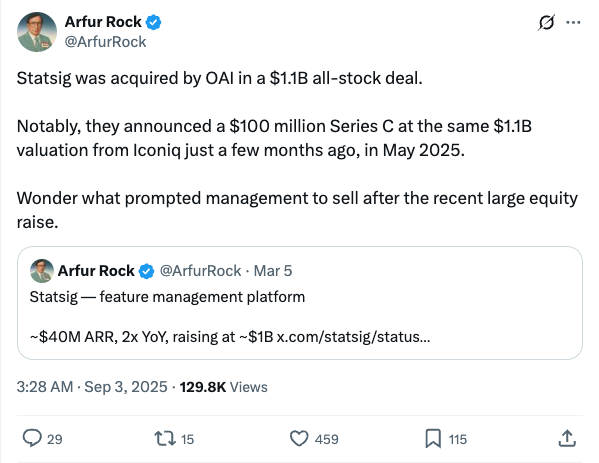 Arfur Rock
@ArfurRock
Statsig was acquired by OAI in a $1.1B all-stock deal.
Notably, they announced a $100 million Series C at the same $1.1B
valuation from Iconiq just a few months ago, in May 2025.
Wonder what prompted management to sell after the recent large equity
raise.
Arfur Rock @ArfurRock · Mar 5
Statsig — feature management platform
~$40M ARR, 2x YoY, raising at ~$1B x.com/statsig/status...
3:28 AM · Sep 3, 2025 · 129.8K Views
29 15 459 115